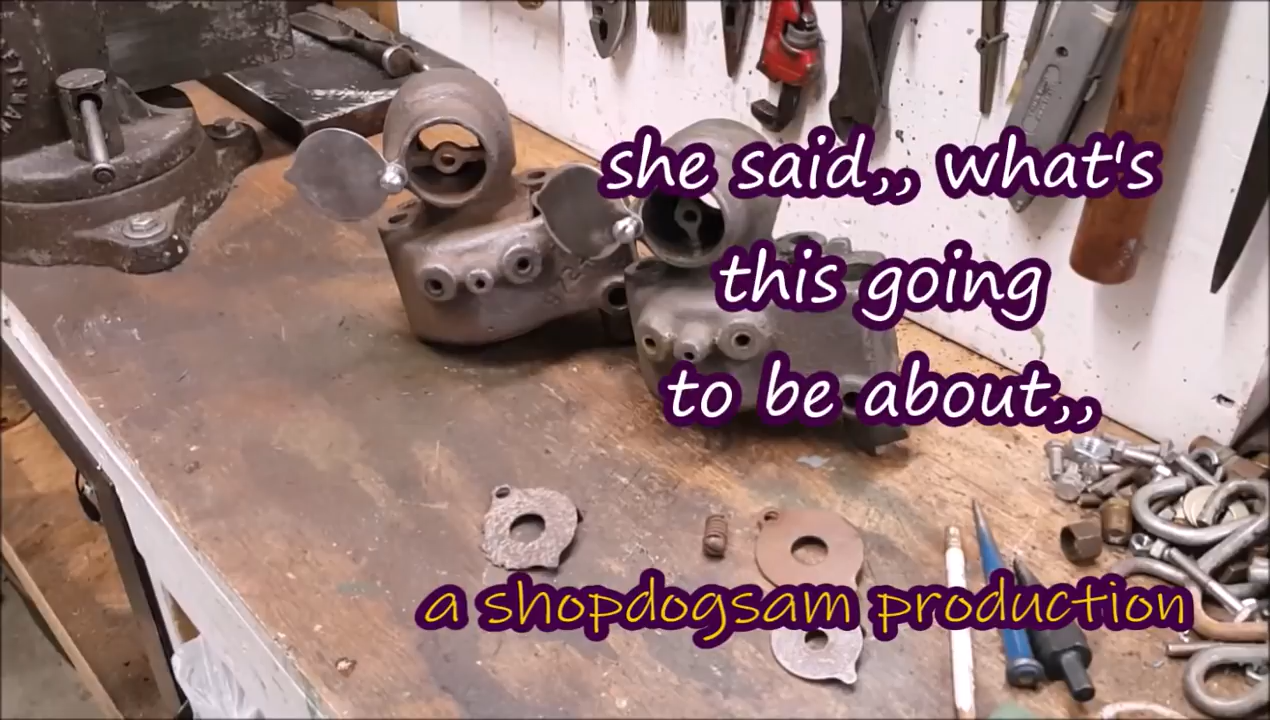 she said,, what's
this going
to be about,,
a shopdogsam production